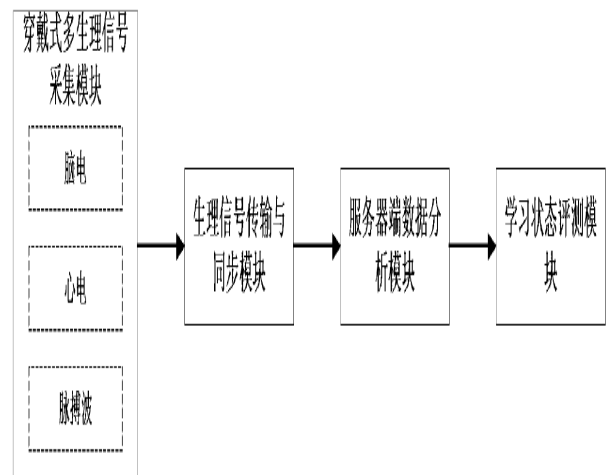 穿戴式多生理信号
采集模块
脑电
心电
脉搏波
生理信号传输与
同步模块
服务器端数据分
析模块
学习状态评测模
块